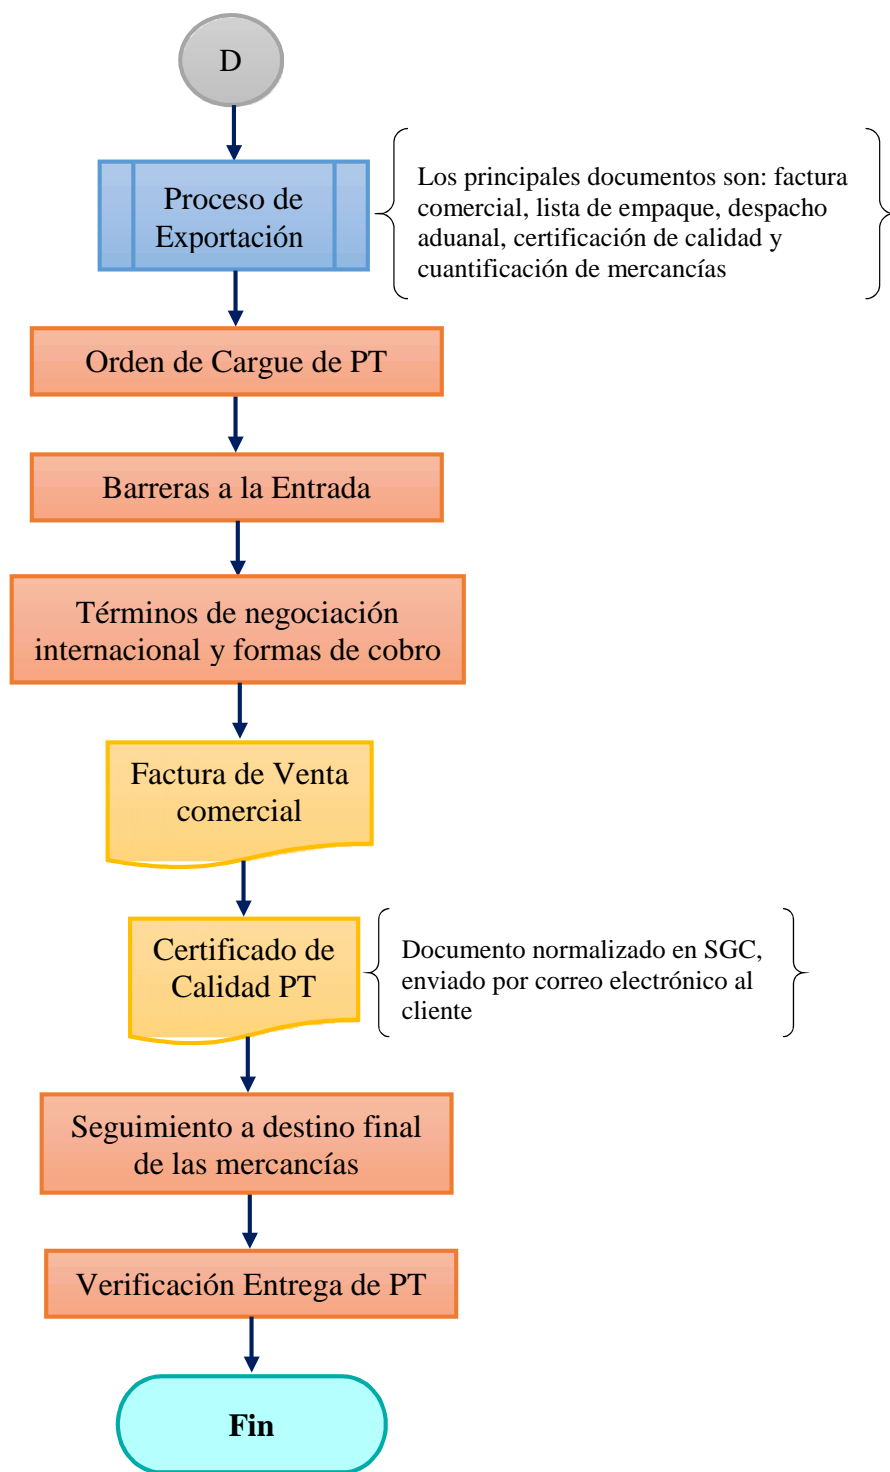 D
Proceso de
Exportación
Los principales documentos son: factura
comercial, lista de empaque, despacho
aduanal, certificación de calidad y
cuantificación de mercancías
Orden de Cargue de PT
Barreras a la Entrada
Términos de negociación
internacional y formas de cobro
Factura de Venta
comercial
Certificado de
Calidad PT
Documento normalizado en SGC,
enviado por correo electrónico al
cliente
Seguimiento a destino final
de las mercancías
Verificación Entrega de PT
Fin